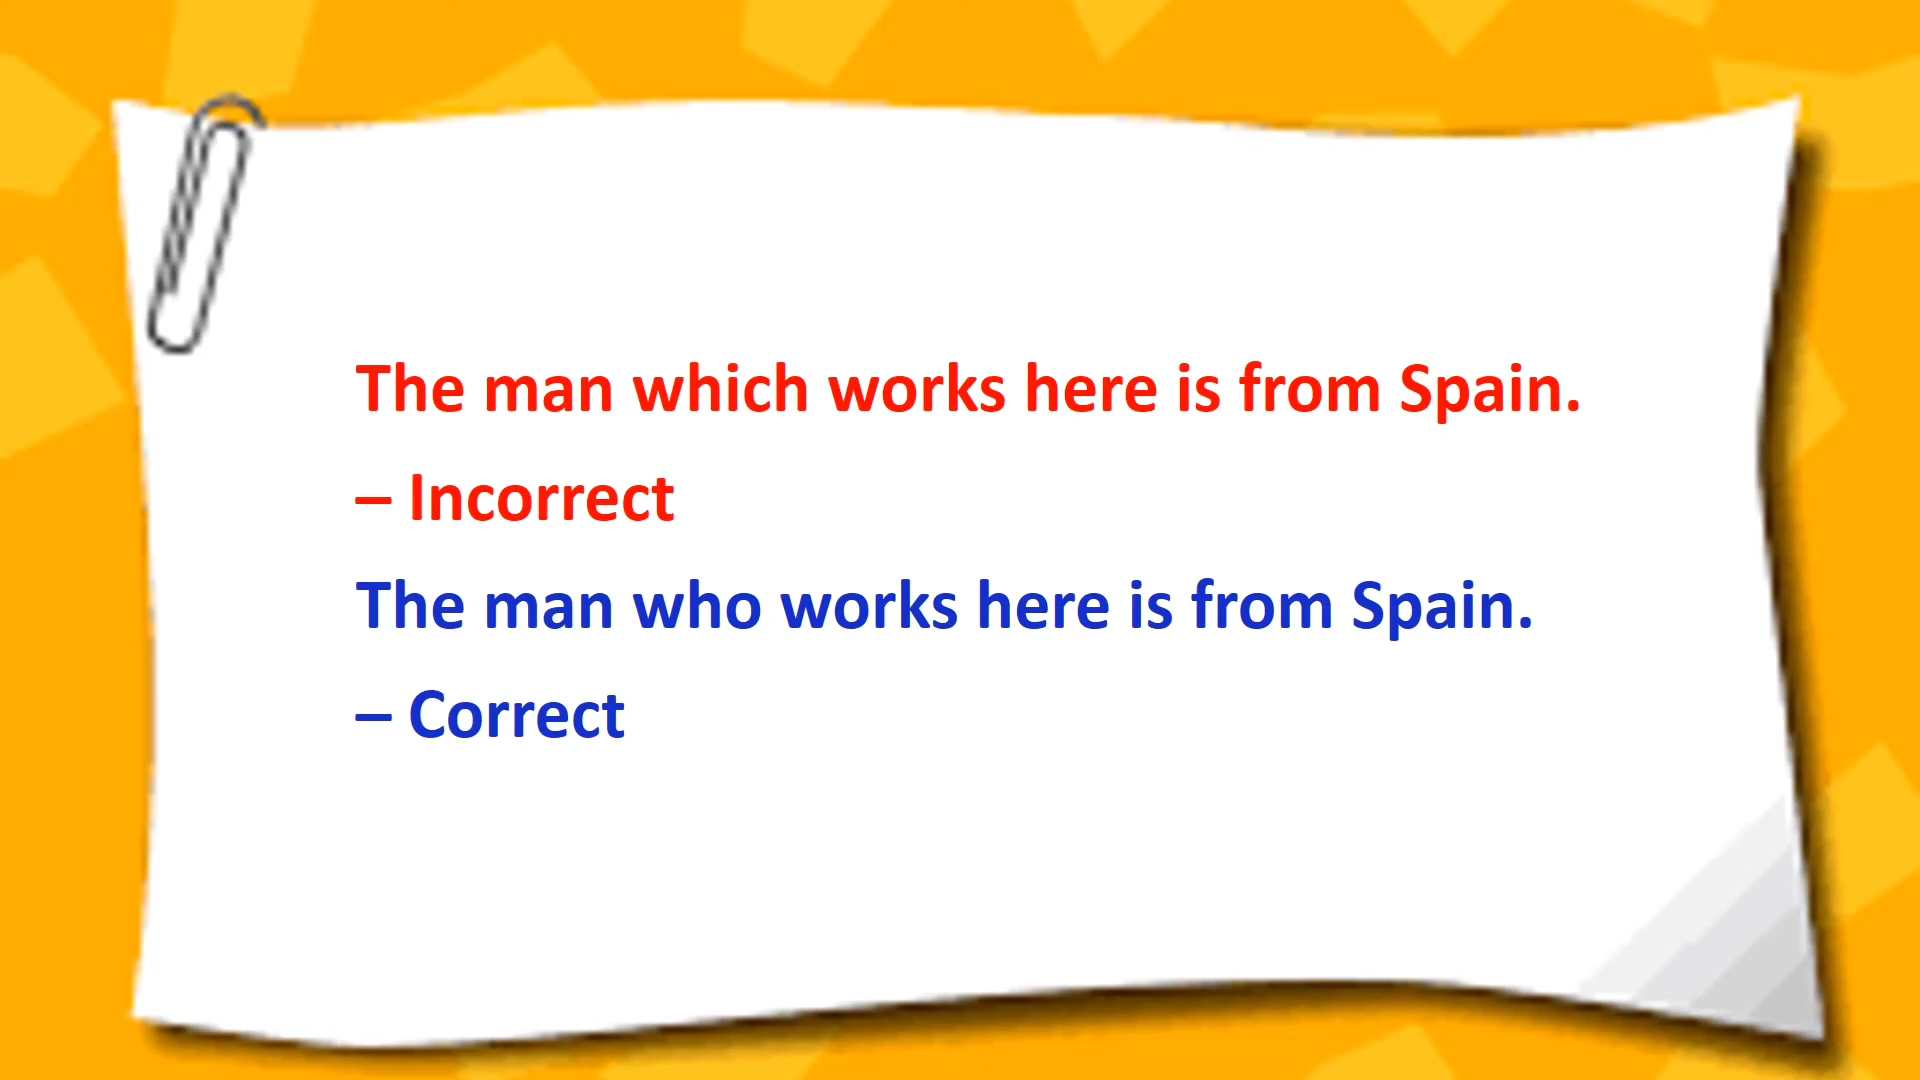 The man which works here is from Spain.
– Incorrect
The man who works here is from Spain.
– Correct